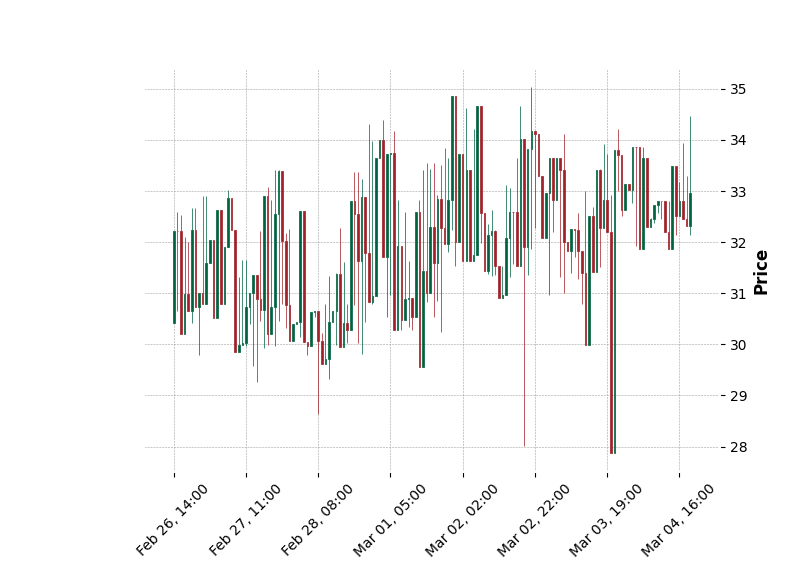 35
34
33
32
31
30
29
28
Price
Feb 26, 14:00
Feb 27, 11:00
Feb 28, 08:00
Mar 01, 05:00
Mar 02, 02:00
Mar 02, 22:00
Mar 03, 19:00
Mar 04, 16:00